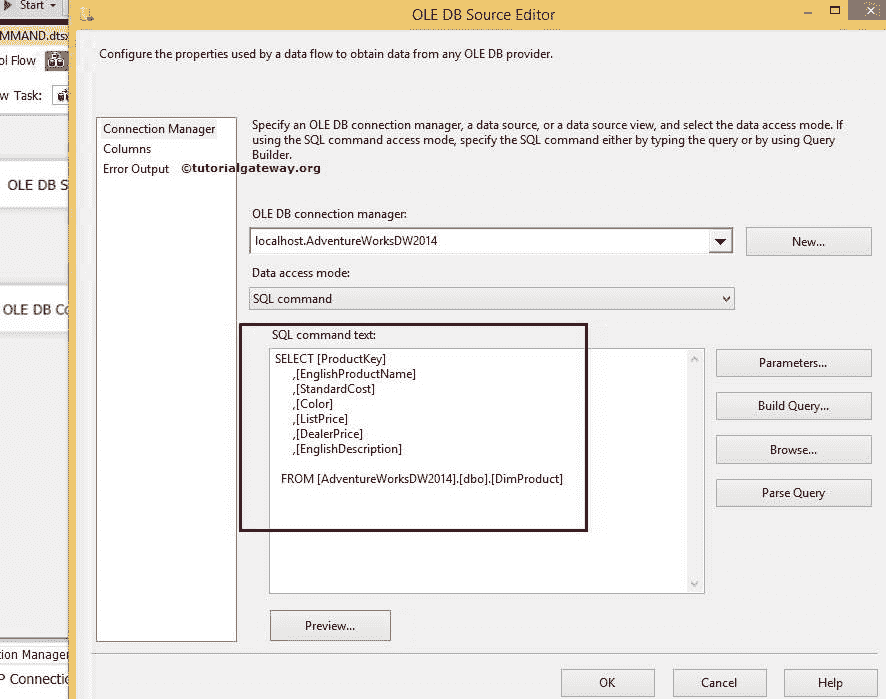 Start
OLE DB Source Editor
MMAND.dtsx
ol Flow
w Task:
OLE DB S
OLE DB Co
tion Manager
P Connectio
Configure the properties used by a data flow to obtain data from any OLE DB provider.
Connection Manager
Columns
Error Output
©tutorialgateway.org
Specify an OLE DB connection manager, a data source, or a data source view, and select the data access mode. If
using the SQL command access mode, specify the SQL command either by typing the query or by using Query
Builder.
OLE DB connection manager:
localhost.AdventureWorksDW2014
New...
Data access mode:
SQL command
SQL command text:
SELECT [ProductKey]
,[EnglishProductName]
,[StandardCost]
,[Color]
,[ListPrice]
,[DealerPrice]
,[EnglishDescription]
FROM [AdventureWorksDW2014].[dbo].[DimProduct]
Parameters...
Build Query...
Browse...
Parse Query
Preview...
OK
Cancel
Help